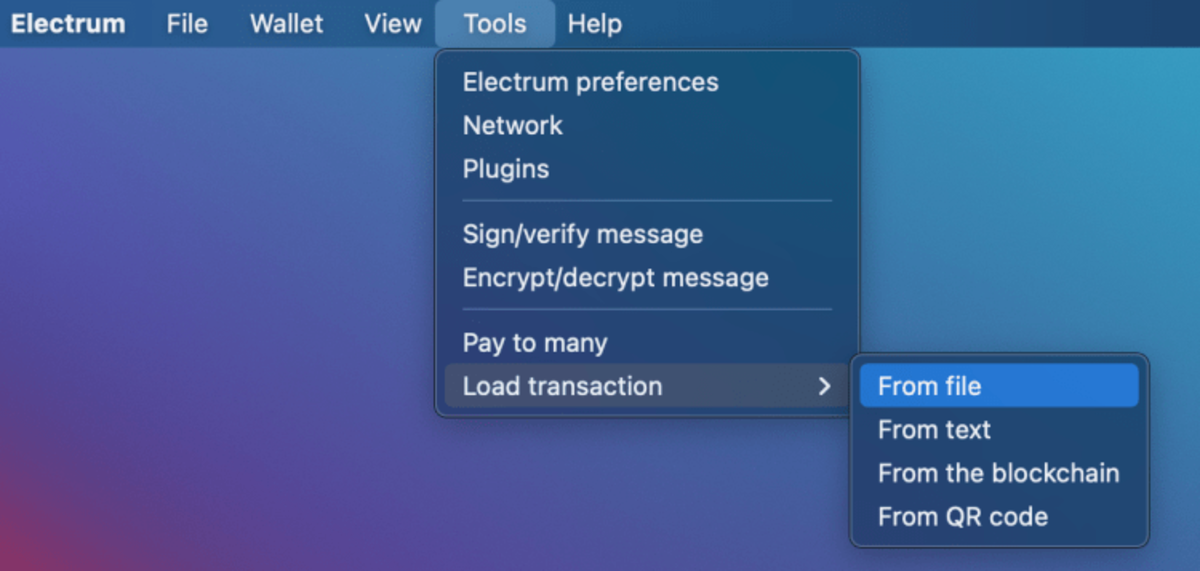 Electrum File Wallet View Tools Help
Electrum preferences
Network
Plugins
Sign/verify message
Encrypt/decrypt message
Pay to many
Load transaction
From file
From text
From the blockchain
From QR code